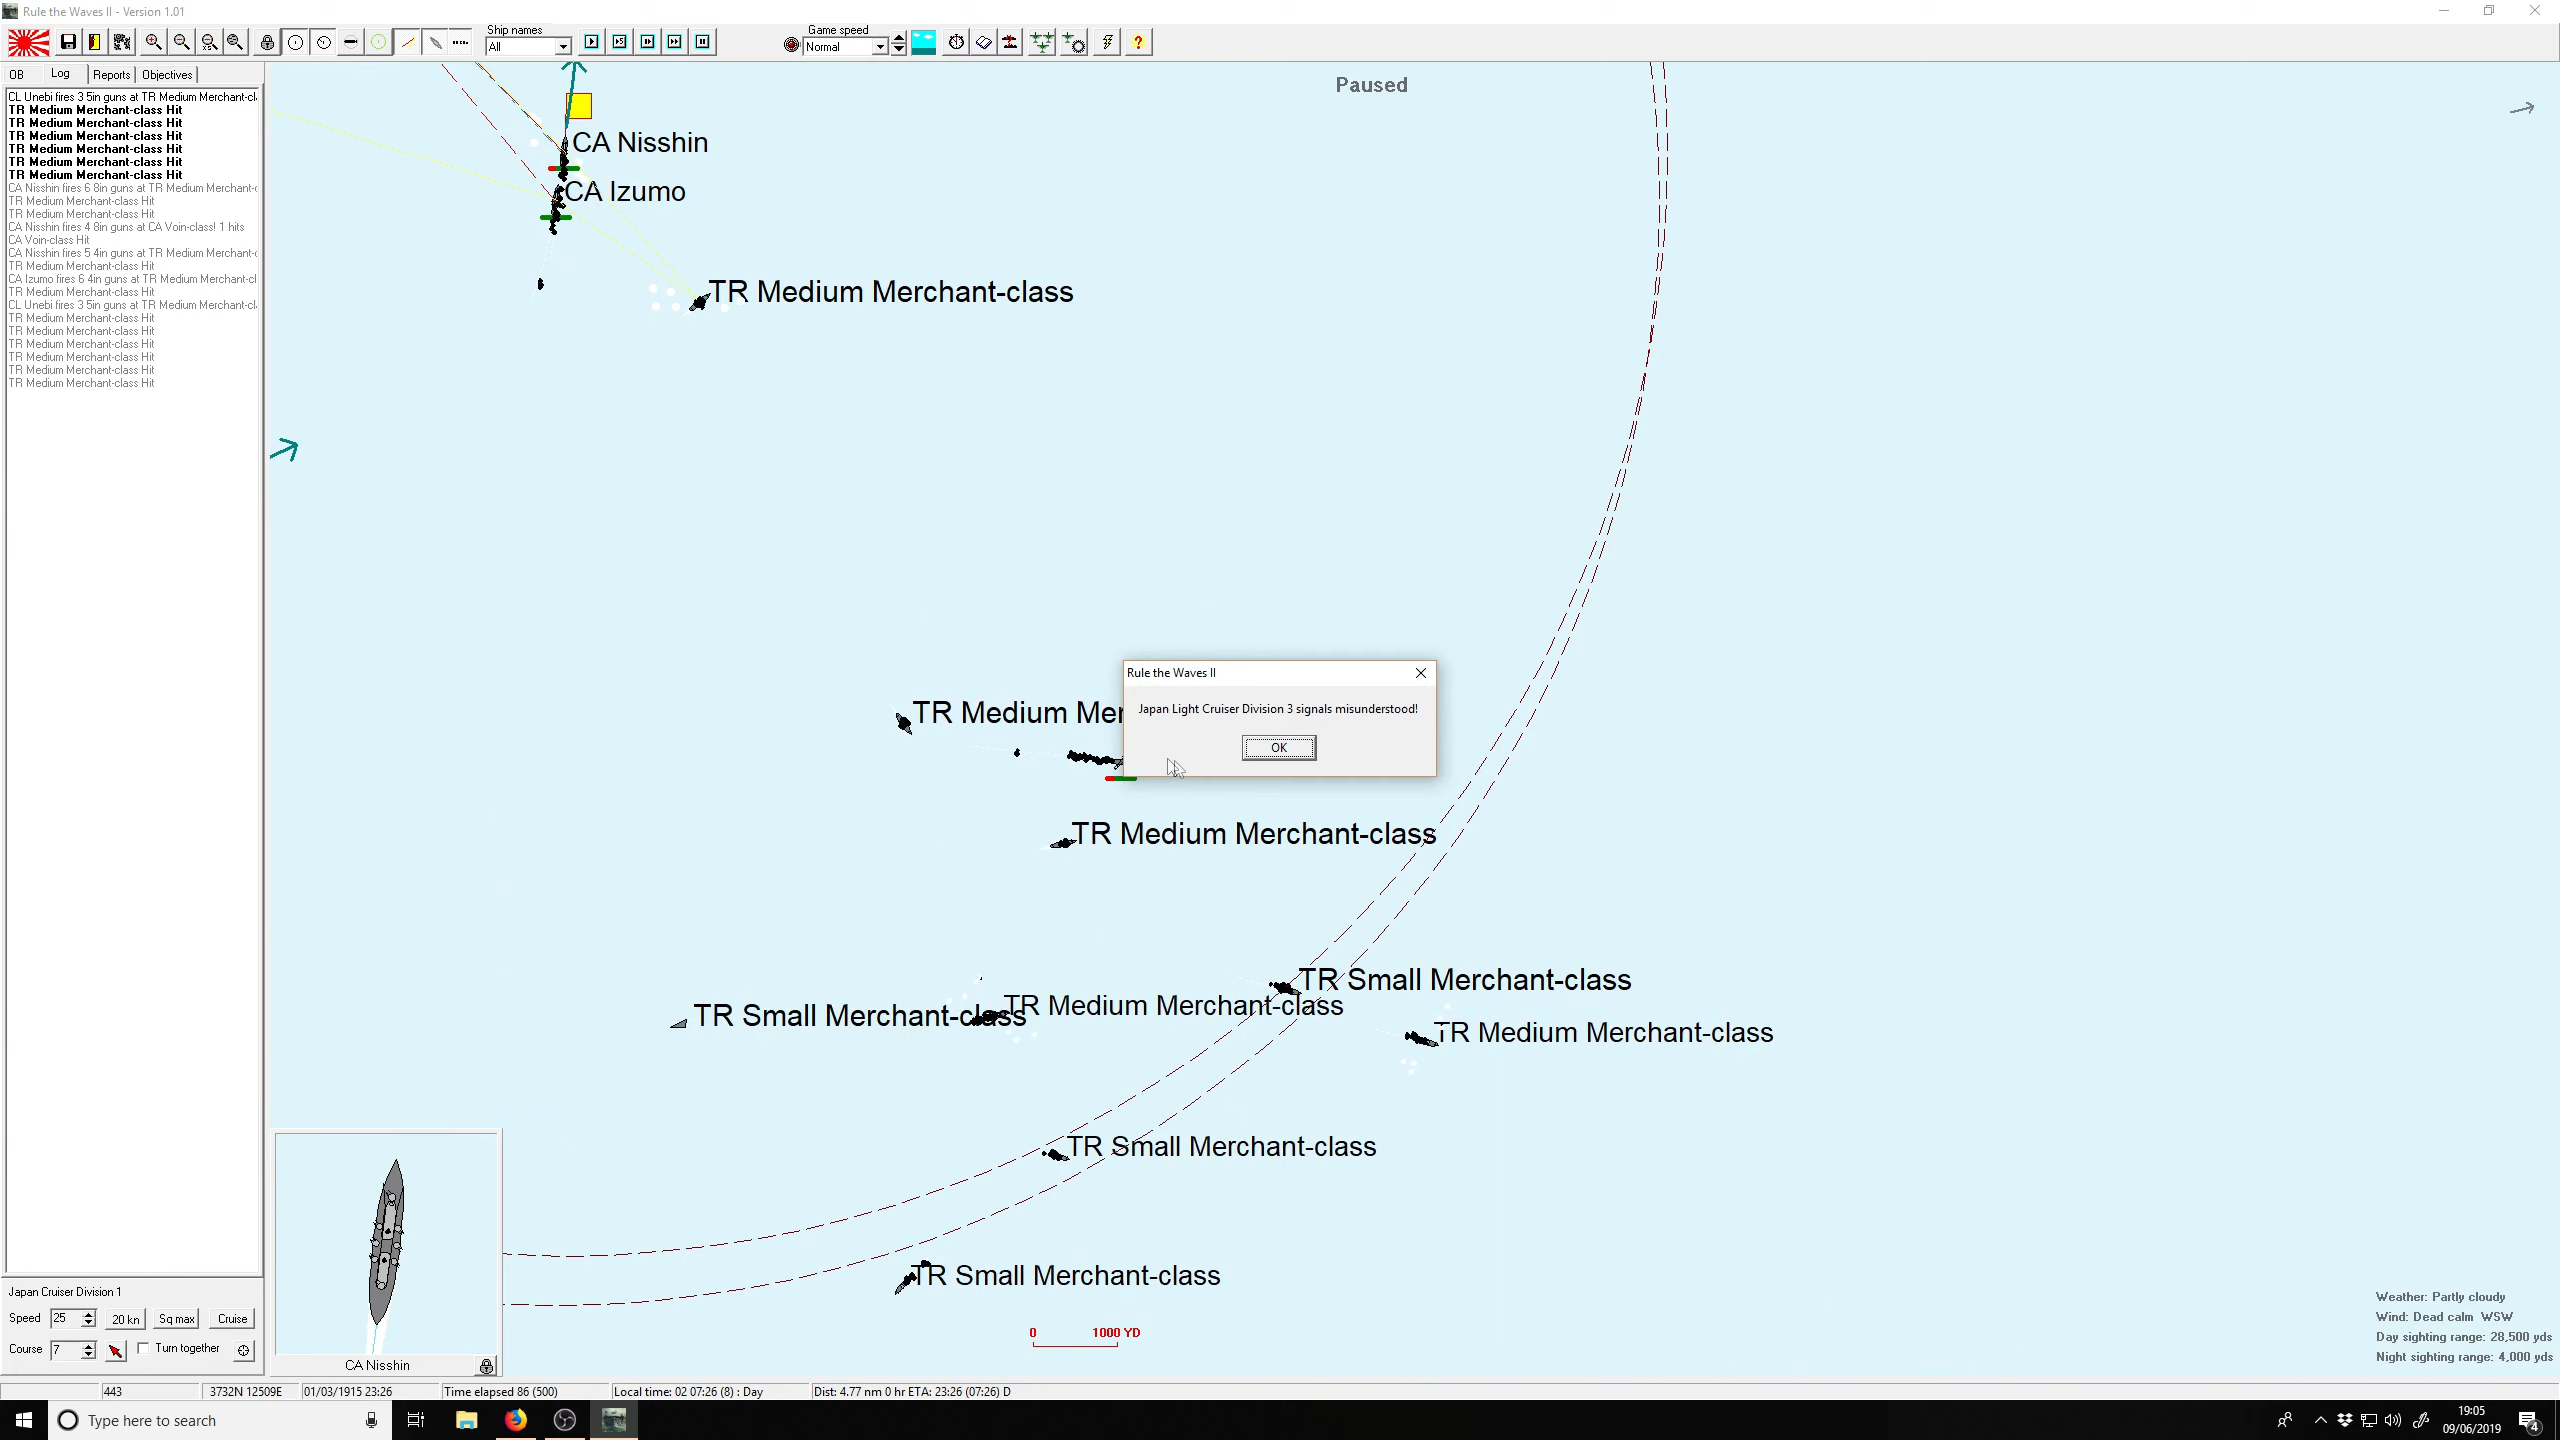 Rule the Waves II - Version 1.01
Ship names
All
Game speed
Normal
OB
Log
Reports
Objectives
Paused
CL Unebi fires 3 5in guns at TR Medium Merchant-cl
TR Medium Merchant-class Hit
TR Medium Merchant-class Hit
TR Medium Merchant-class Hit
TR Medium Merchant-class Hit
TR Medium Merchant-class Hit
TR Medium Merchant-class Hit
CA Nisshin fires 6 8in guns at TR Medium Merchant-
TR Medium Merchant-class Hit
TR Medium Merchant-class Hit
CA Nisshin fires 4 8in guns at CA Voin-class! 1 hits
CA Voin-class Hit
CA Nisshin fires 5 4in guns at TR Medium Merchant-
TR Medium Merchant-class Hit
CA Izumo fires 6 4in guns at TR Medium Merchant-cl
TR Medium Merchant-class Hit
CL Unebi fires 3 5in guns at TR Medium Merchant-cl
TR Medium Merchant-class Hit
TR Medium Merchant-class Hit
TR Medium Merchant-class Hit
TR Medium Merchant-class Hit
TR Medium Merchant-class Hit
TR Medium Merchant-class Hit
CA Nisshin
CA Izumo
TR Medium Merchant-class
TR Medium Mer
Rule the Waves II
Japan Light Cruiser Division 3 signals misunderstood!
OK
TR Medium Merchant-class
TR Small Merchant-class
TR Medium Merchant-class
TR Small Merchant-class
TR Medium Merchant-class
TR Small Merchant-class
TR Small Merchant-class
0 1000 YD
Weather: Partly cloudy
Wind: Dead calm WSW
Day sighting range: 28,500 yds
Night sighting range: 4,000 yds
Japan Cruiser Division 1
Speed 25 20 kn Sq max Cruise
Course 7 Turn together
CA Nisshin
443
3732N 12509E
01/03/1915 23:26
Time elapsed 86 (500)
Local time: 02 07:26 (8) : Day
Dist: 4.77 nm 0 hr ETA: 23:26 (07:26) D
Type here to search
19:05
09/06/2019
4